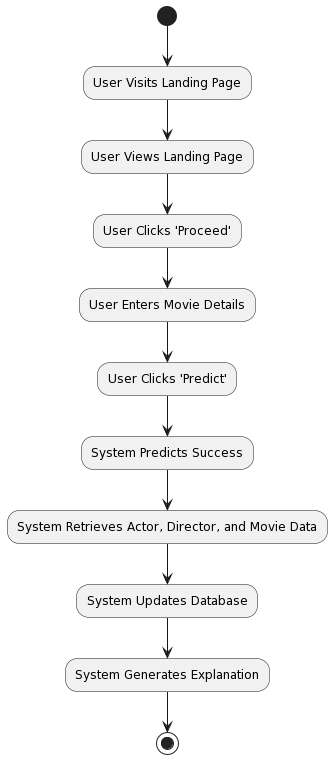 User Visits Landing Page
User Views Landing Page
User Clicks 'Proceed'
User Enters Movie Details
User Clicks 'Predict'
System Predicts Success
System Retrieves Actor, Director, and Movie Data
System Updates Database
System Generates Explanation